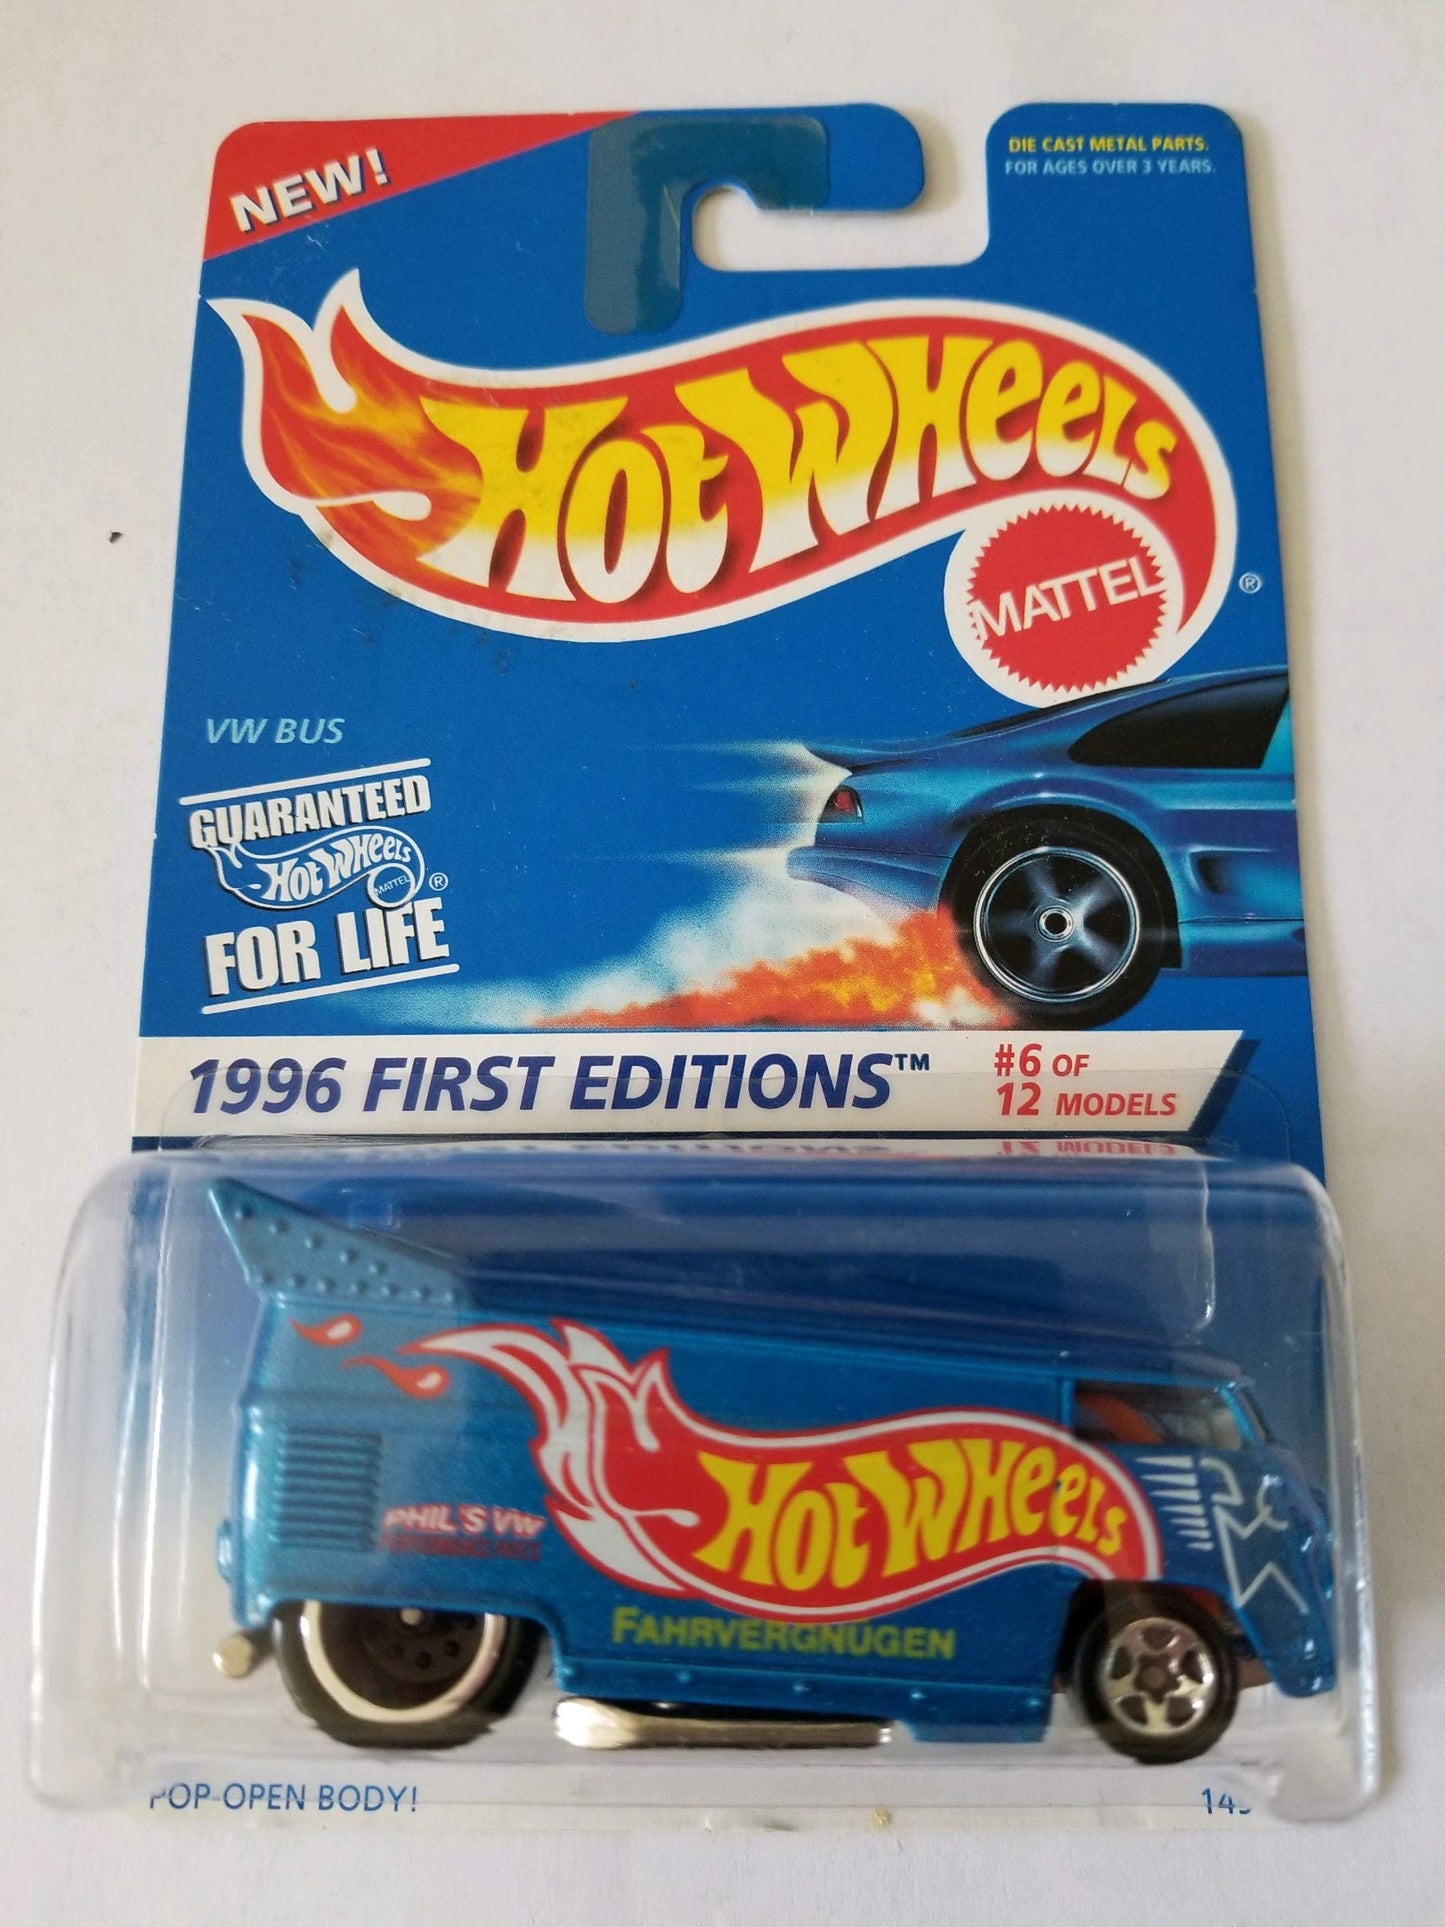 NEW!
DIE CAST METAL PARTS.
FOR AGES OVER 3 YEARS.
HOT WHEELS
MATTEL
®
VW BUS
GUARANTEED
HOT WHEELS
MATTEL
®
FOR LIFE
1996 FIRST EDITIONS™
#6 OF
12 MODELS
PHIL'S VW
HOT WHEELS
FAHRVERGNUGEN
POP-OPEN BODY!